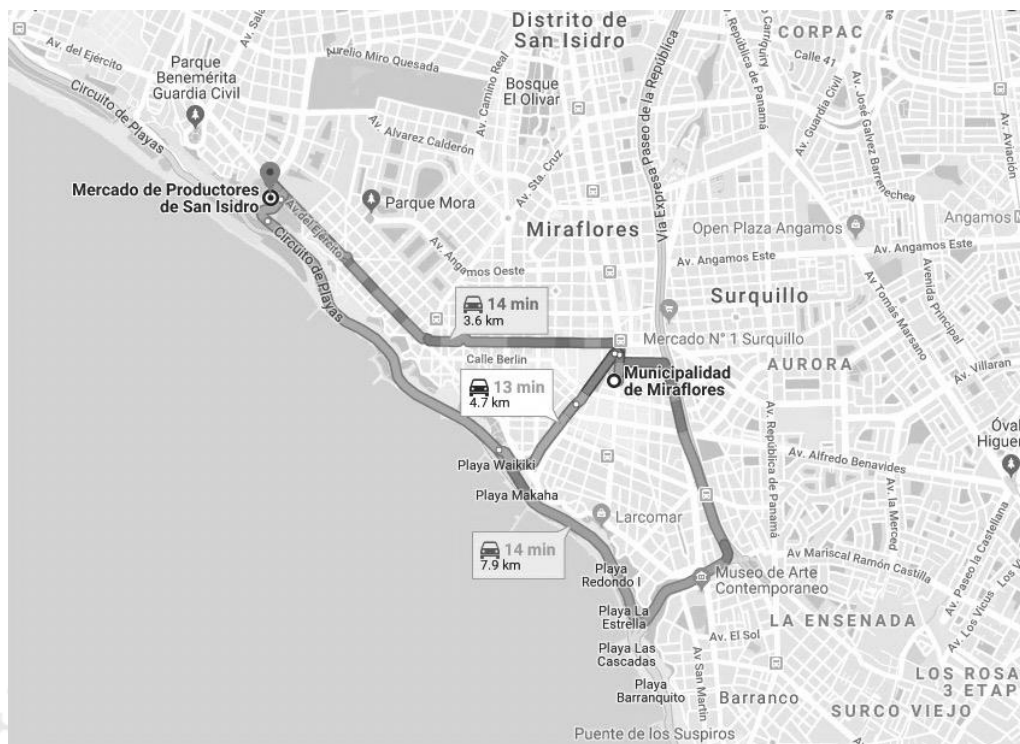 Distrito de
San Isidro
CORPAC
Calle 41
Av. del Ejército
Av. Sala
Aurelio Miro Quesada
Parque
Benemérita
Guardia Civil
Bosque
El Olivar
Av. Camino Real
Vía Expresa Paseo de la República
República
de Panamá
Carriquiry
Av. Guardia Civil
Av. José Galvez Barrenechea
Av. Aviación
Circuito de Playas
Av. Alvarez Calderón
Av. Sta. Cruz
Mercado de Productores
de San Isidro
Parque Mora
Av. del Ejército
Circuito de Playas
Miraflores
Open Plaza Angamos
Angamos
Av. Angamos Oeste
Av. Angamos Este
Av. Angamos Este
Surquillo
Av. Tomás Marsano
Avenida Principal
14 min
3.6 km
Mercado N° 1 Surquillo
Calle Berlin
AURORA
Av. Villaran
13 min
4.7 km
Municipalidad
de Miraflores
Av. República de Panamá
Óval
Higuer
Av. Alfredo Benavides
Av. la Merced
Playa Waikiki
Playa Makaha
Larcomar
14 min
7.9 km
Av Mariscal Ramón Castilla
Av. Paseo la Castellana
Av. Los Vicus
Los
Playa
Redondo I
Museo de Arte
Contemporaneo
Playa La
Estrella
Av. El Sol
LA ENSENADA
Playa Las
Cascadas
Av San Martin
Playa
Barranquito
Barranco
LOS ROSA
3 ETAP
SURCO VIEJO
Puente de los Suspiros